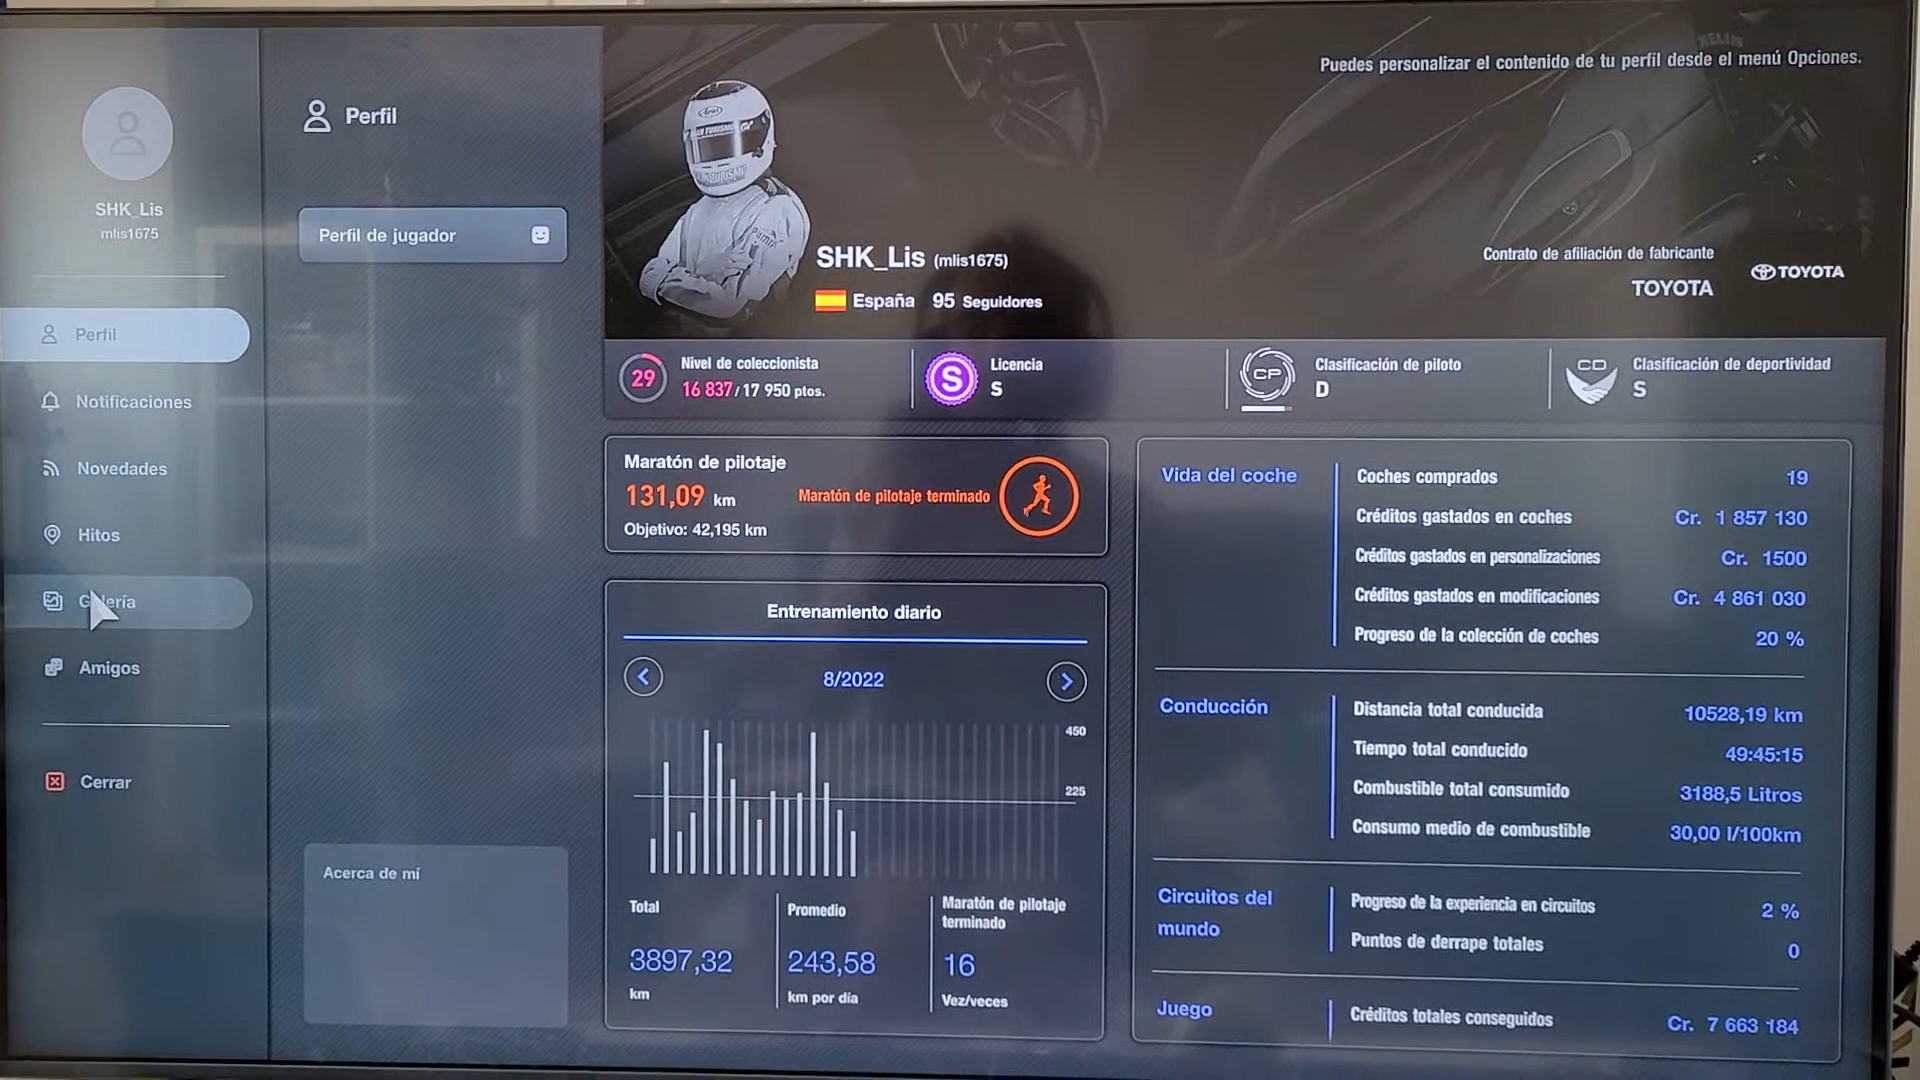 SHK_Lis
mlis1675
Perfil
Notificaciones
Novedades
Hitos
Galería
Amigos
Cerrar
Perfil
Perfil de jugador
Acerca de mí
Puedes personalizar el contenido de tu perfil desde el menú Opciones.
Arai
SHK_Lis (mlis1675)
España 95 Seguidores
Contrato de afiliación de fabricante
TOYOTA
TOYOTA
29
Nivel de coleccionista
16 837 / 17 950 ptos.
S
Licencia
S
CP
Clasificación de piloto
D
CD
Clasificación de deportividad
S
Maratón de pilotaje
131,09 km
Maratón de pilotaje terminado
Objetivo: 42,195 km
Entrenamiento diario
8/2022
450
225
Total
3897,32
km
Promedio
243,58
km por día
Maratón de pilotaje
terminado
16
Vez/veces
Vida del coche
Coches comprados 19
Créditos gastados en coches Cr. 1 857 130
Créditos gastados en personalizaciones Cr. 1500
Créditos gastados en modificaciones Cr. 4 861 030
Progreso de la colección de coches 20 %
Conducción
Distancia total conducida 10528,19 km
Tiempo total conducido 49:45:15
Combustible total consumido 3188,5 Litros
Consumo medio de combustible 30,00 l/100km
Circuitos del
mundo
Progreso de la experiencia en circuitos 2 %
Puntos de derrape totales 0
Juego
Créditos totales conseguidos Cr. 7 663 184